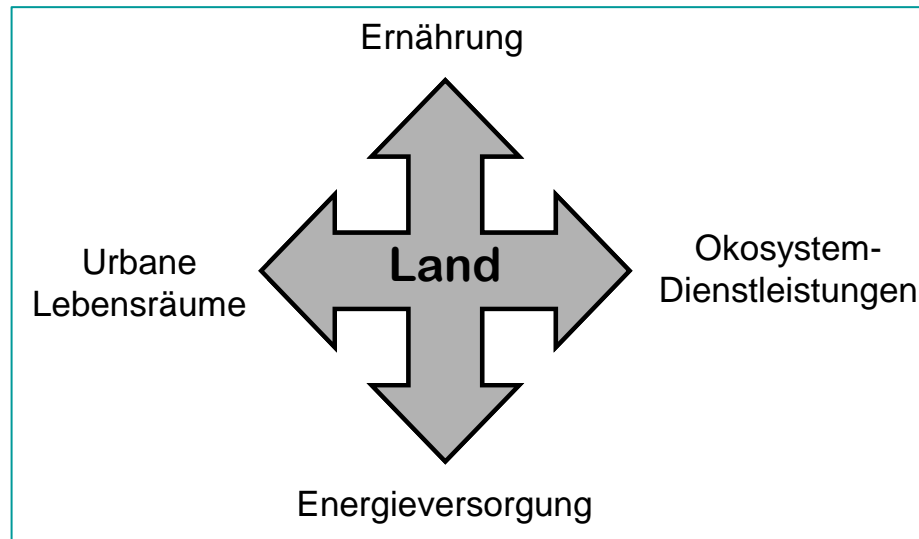 Ernährung
Urbane
Lebensräume
Land
Okosystem-
Dienstleistungen
Energieversorgung